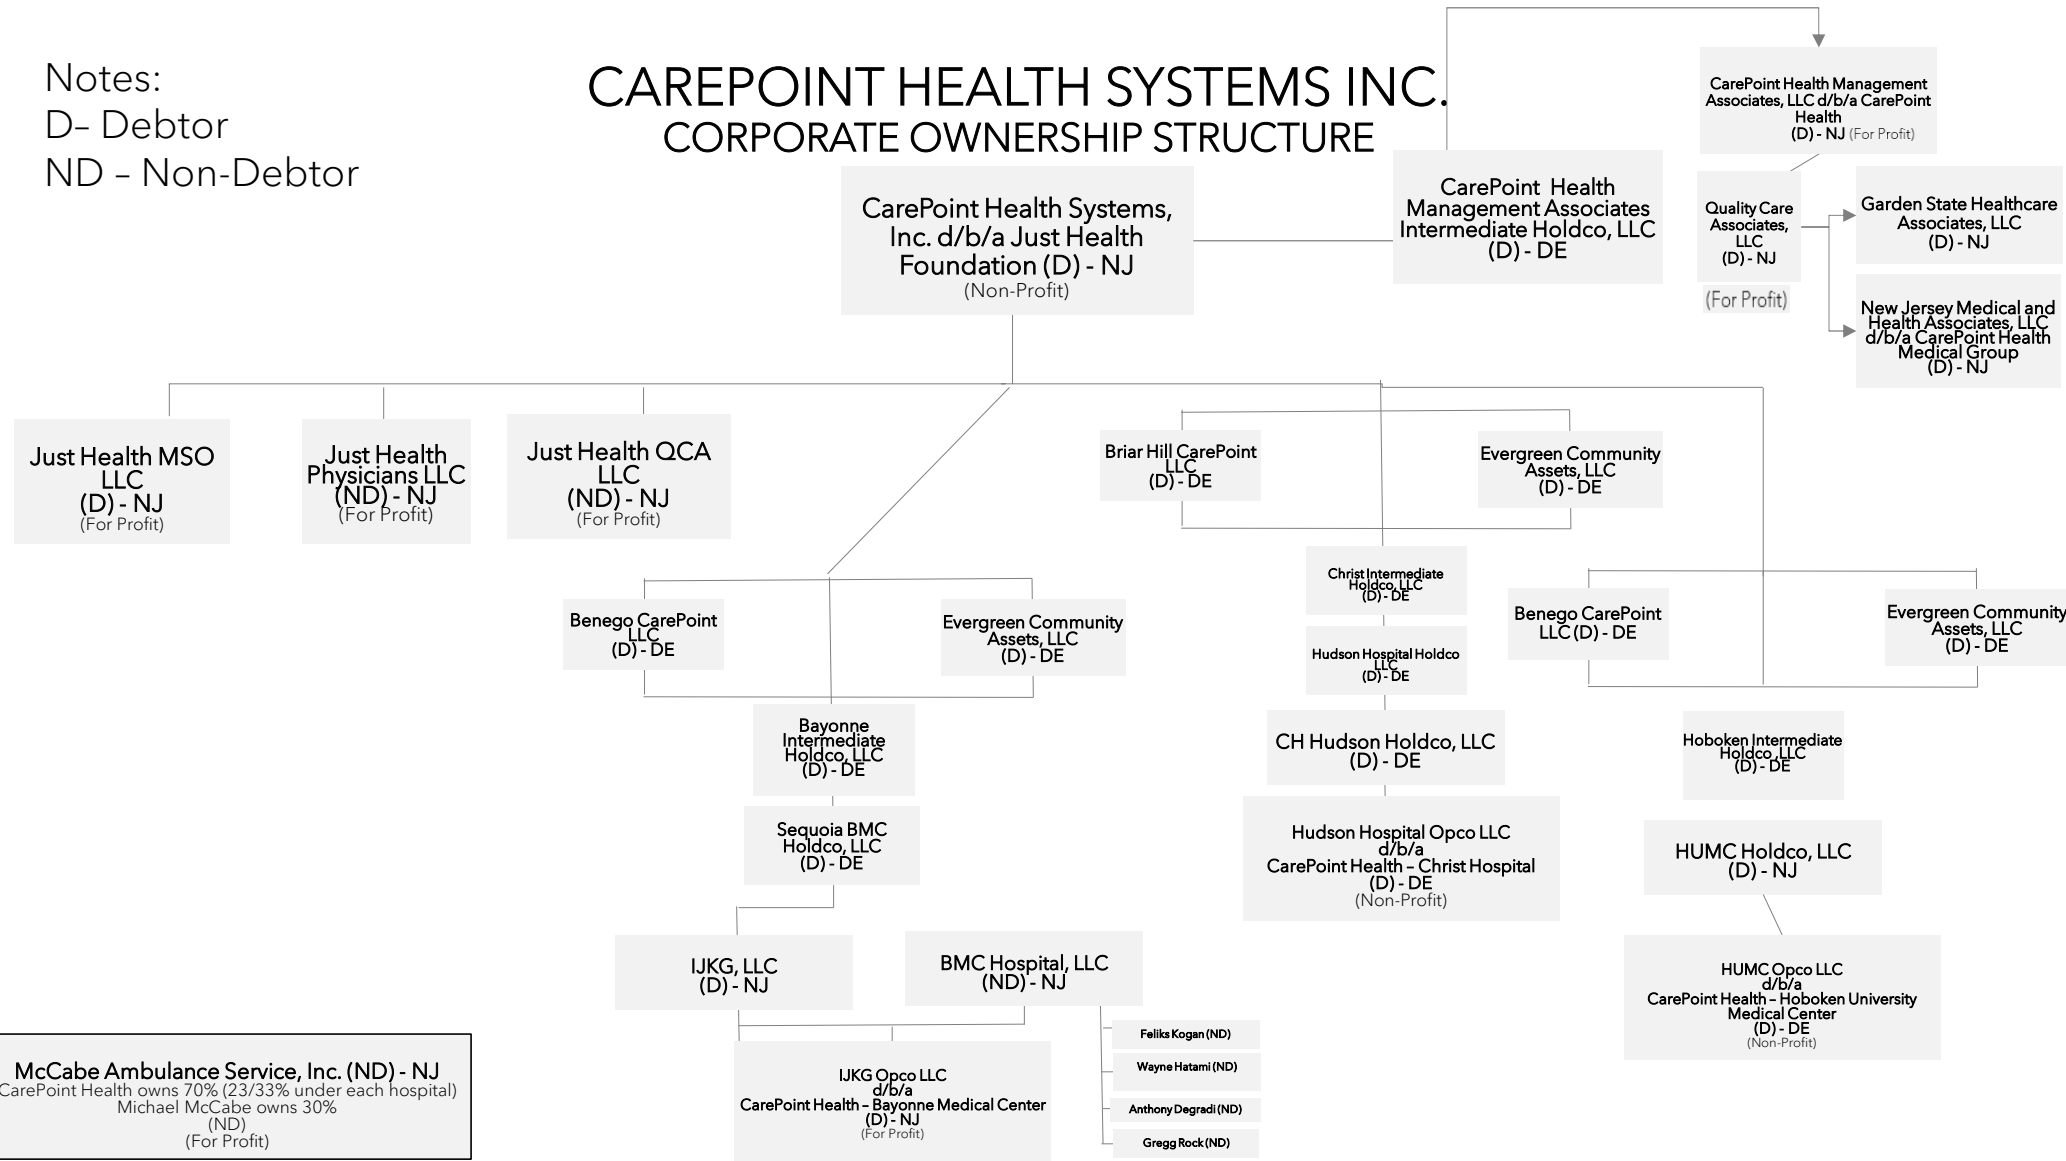 Notes:
D– Debtor
ND – Non-Debtor
CAREPOINT HEALTH SYSTEMS INC.
CORPORATE OWNERSHIP STRUCTURE
CarePoint Health Systems,
Inc. d/b/a Just Health
Foundation (D) - NJ
(Non-Profit)
CarePoint Health
Management Associates
Intermediate Holdco, LLC
(D) - DE
CarePoint Health Management
Associates, LLC d/b/a CarePoint
Health
(D) - NJ (For Profit)
Quality Care
Associates,
LLC
(D) - NJ
(For Profit)
Garden State Healthcare
Associates, LLC
(D) - NJ
New Jersey Medical and
Health Associates, LLC
d/b/a CarePoint Health
Medical Group
(D) - NJ
Just Health MSO
LLC
(D) - NJ
(For Profit)
Just Health
Physicians LLC
(ND) - NJ
(For Profit)
Just Health QCA
LLC
(ND) - NJ
(For Profit)
Briar Hill CarePoint
LLC
(D) - DE
Evergreen Community
Assets, LLC
(D) - DE
Christ Intermediate
Holdco, LLC
(D) - DE
Hudson Hospital Holdco
LLC
(D) - DE
CH Hudson Holdco, LLC
(D) - DE
Hudson Hospital Opco LLC
d/b/a
CarePoint Health – Christ Hospital
(D) - DE
(Non-Profit)
Benego CarePoint
LLC
(D) - DE
Evergreen Community
Assets, LLC
(D) - DE
Bayonne
Intermediate
Holdco, LLC
(D) - DE
Sequoia BMC
Holdco, LLC
(D) - DE
IJKG, LLC
(D) - NJ
BMC Hospital, LLC
(ND) - NJ
IJKG Opco LLC
d/b/a
CarePoint Health – Bayonne Medical Center
(D) - NJ
(For Profit)
Feliks Kogan (ND)
Wayne Hatami (ND)
Anthony Degradi (ND)
Gregg Rock (ND)
Benego CarePoint
LLC (D) - DE
Evergreen Community
Assets, LLC
(D) - DE
Hoboken Intermediate
Holdco ,LLC
(D) - DE
HUMC Holdco, LLC
(D) - NJ
HUMC Opco LLC
d/b/a
CarePoint Health – Hoboken University
Medical Center
(D) - DE
(Non-Profit)
McCabe Ambulance Service, Inc. (ND) - NJ
CarePoint Health owns 70% (23/33% under each hospital)
Michael McCabe owns 30%
(ND)
(For Profit)